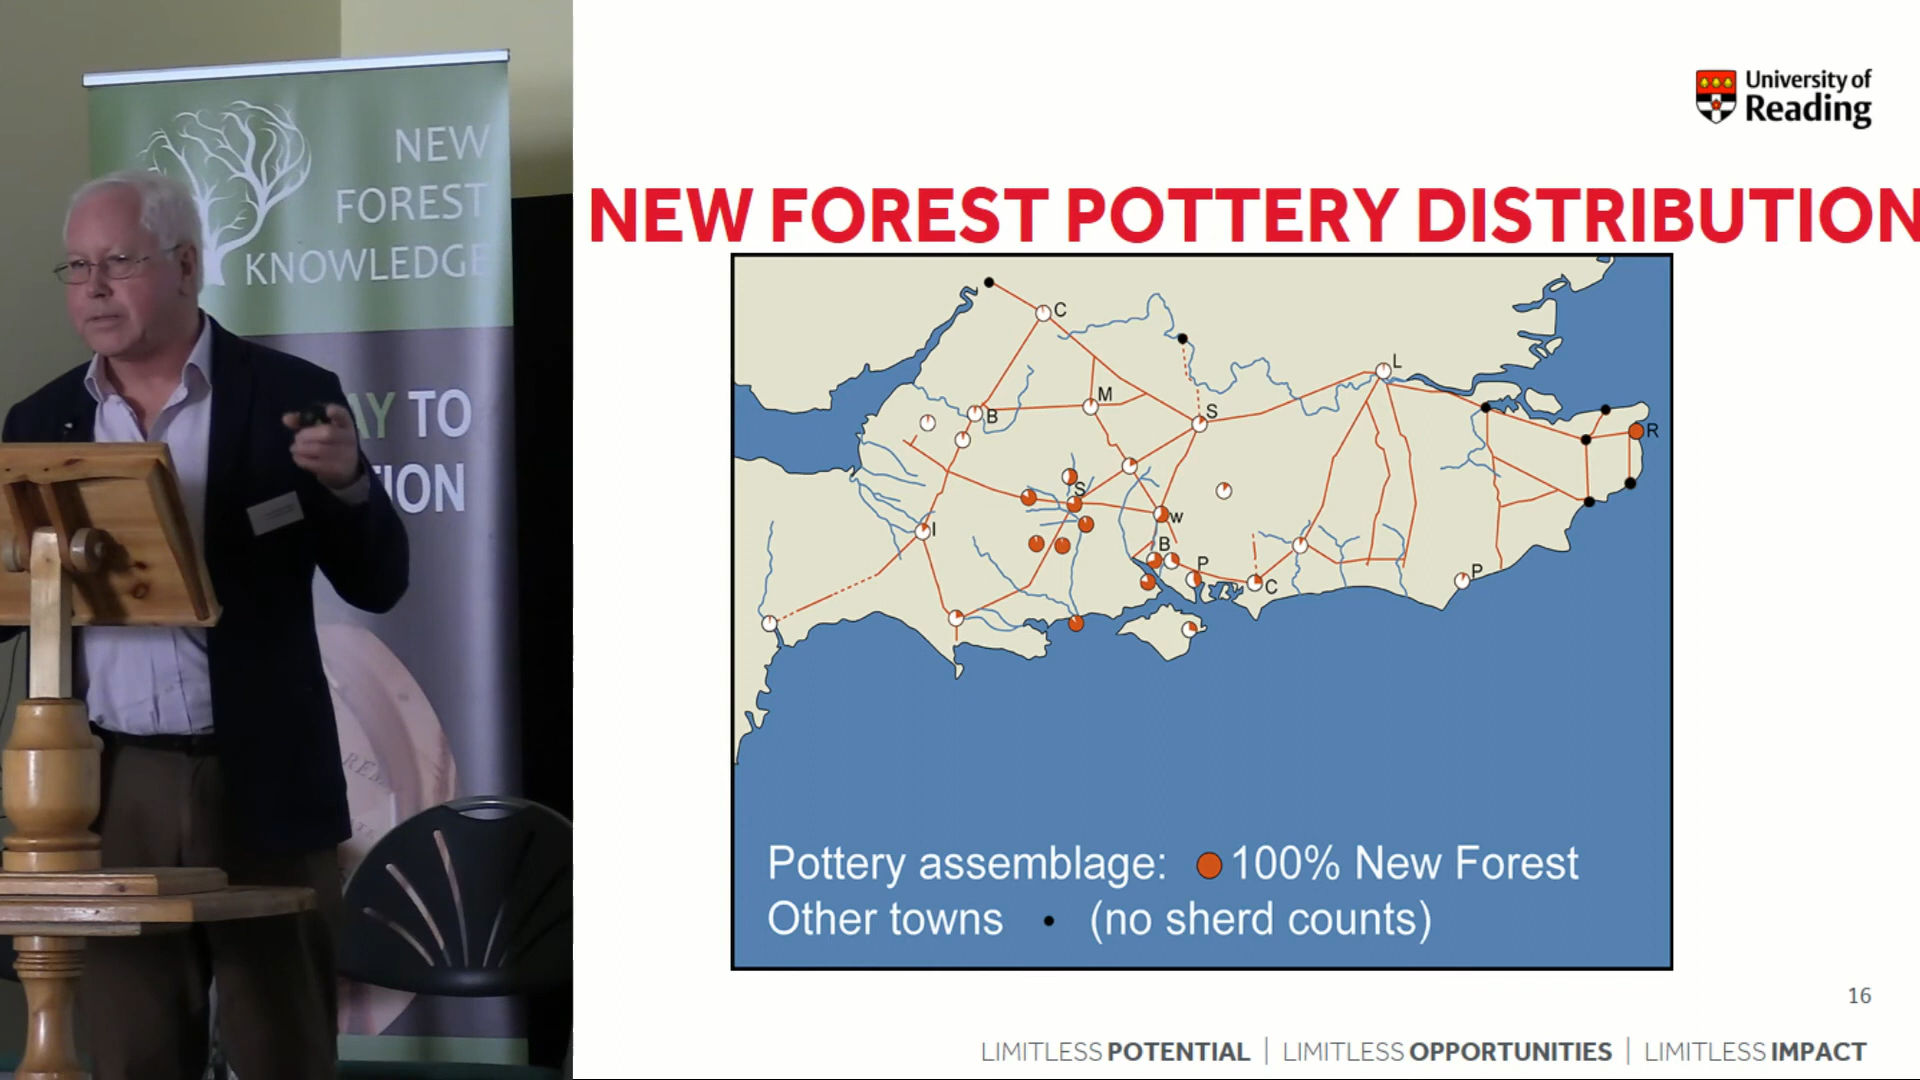 NEW
FOREST
KNOWLEDGE
AY TO
ION
University of
Reading
NEW FOREST POTTERY DISTRIBUTION
C
L
M
B
S
R
S
W
I
B
P
C
P
Pottery assemblage: 100% New Forest
Other towns • (no sherd counts)
16
LIMITLESS POTENTIAL | LIMITLESS OPPORTUNITIES | LIMITLESS IMPACT